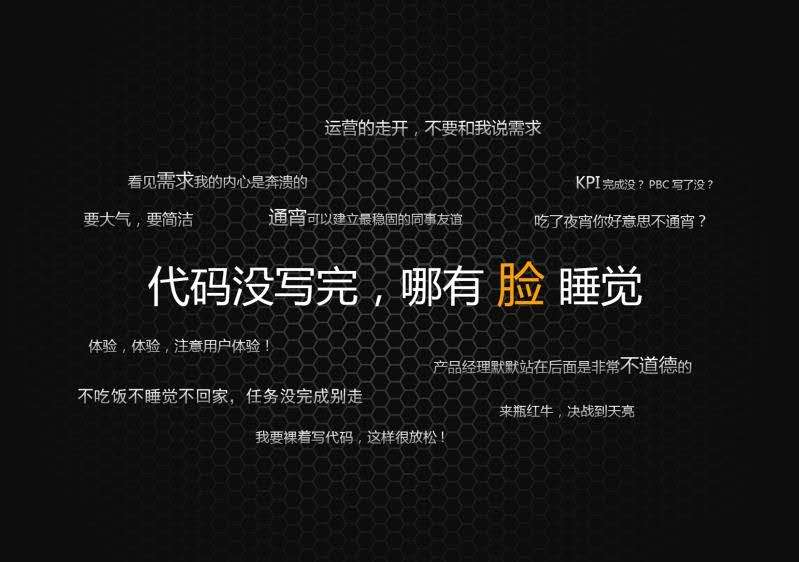 运营的走开，不要和我说需求
看见需求我的内心是奔溃的
KPI 完成没？ PBC 写了没？
要大气，要简洁
通宵可以建立最稳固的同事友谊
吃了夜宵你好意思不通宵？
代码没写完，哪有 脸 睡觉
体验，体验，注意用户体验！
产品经理默默站在后面是非常不道德的
不吃饭不睡觉不回家，任务没完成别走
来瓶红牛，决战到天亮
我要裸着写代码，这样很放松！